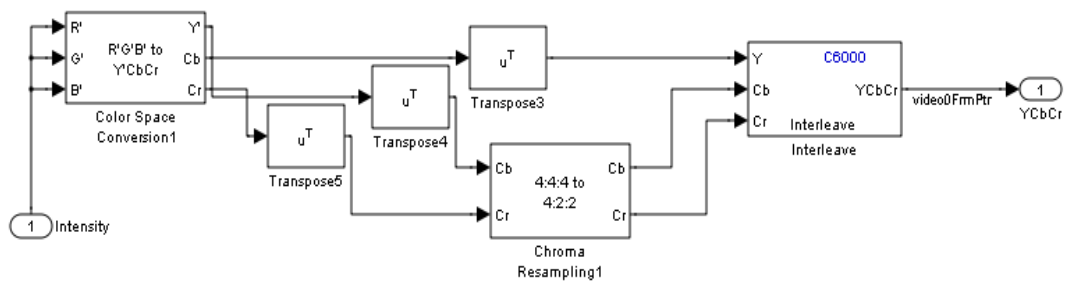 R'
G'
B'
R'G'B' to
Y'CbCr
Y'
Cb
Cr
Color Space
Conversion1
1
Intensity
u^T
Transpose5
u^T
Transpose4
u^T
Transpose3
Cb
Cr
4:4:4 to
4:2:2
Cb
Cr
Chroma
Resampling1
Y
Cb
Cr
C6000
YCbCr
Interleave
Interleave
video0FrmPtr
1
YCbCr